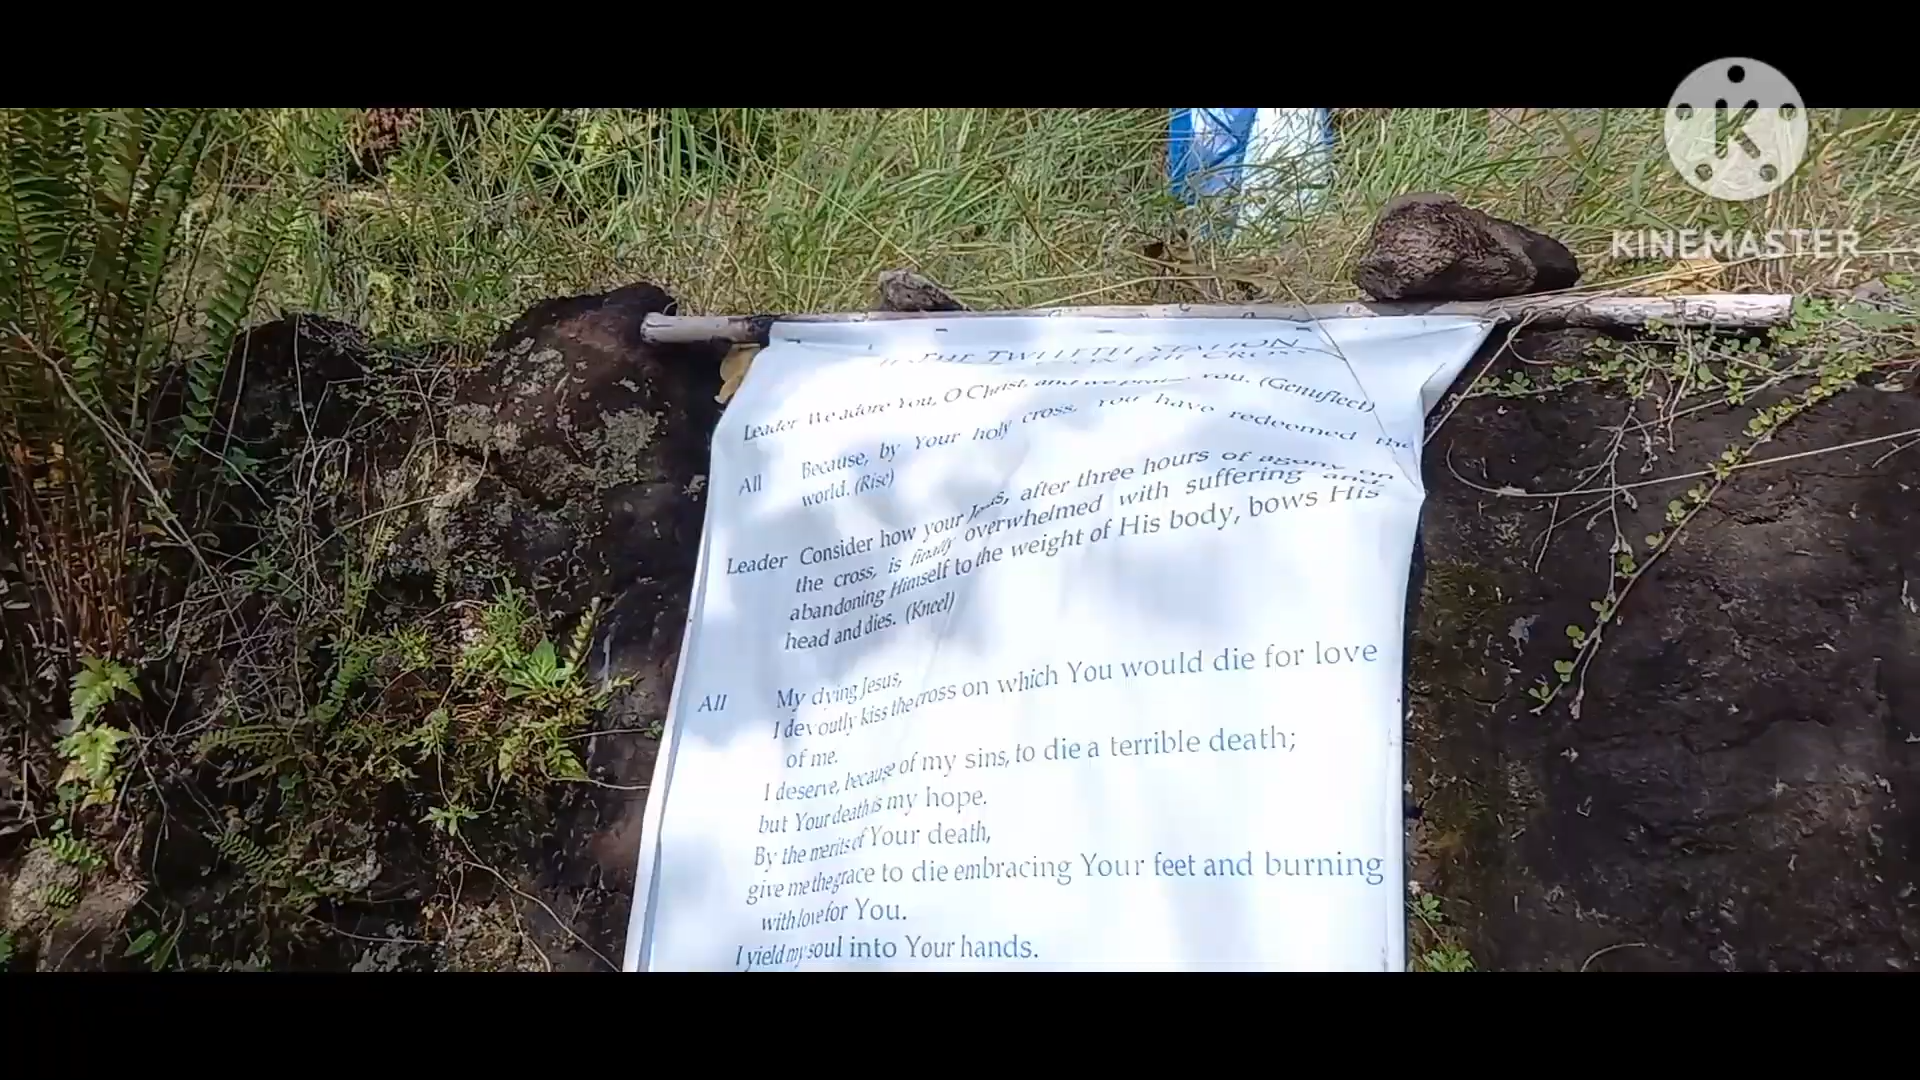 K
KINEMASTER
THE TWELFTH STATION
THE CROSS
Leader We adore You, O Christ, and we praise You. (Genuflect)
All Because, by Your holy cross, You have redeemed the
world. (Rise)
Leader Consider how your Jesus, after three hours of agony on
the cross, is finally overwhelmed with suffering and,
abandoning Himself to the weight of His body, bows His
head and dies. (Kneel)
All My dying Jesus,
I devoutly kiss the cross on which You would die for love
of me.
I deserve, because of my sins, to die a terrible death;
but Your death is my hope.
By the merits of Your death,
give me the grace to die embracing Your feet and burning
with love for You.
I yield my soul into Your hands.